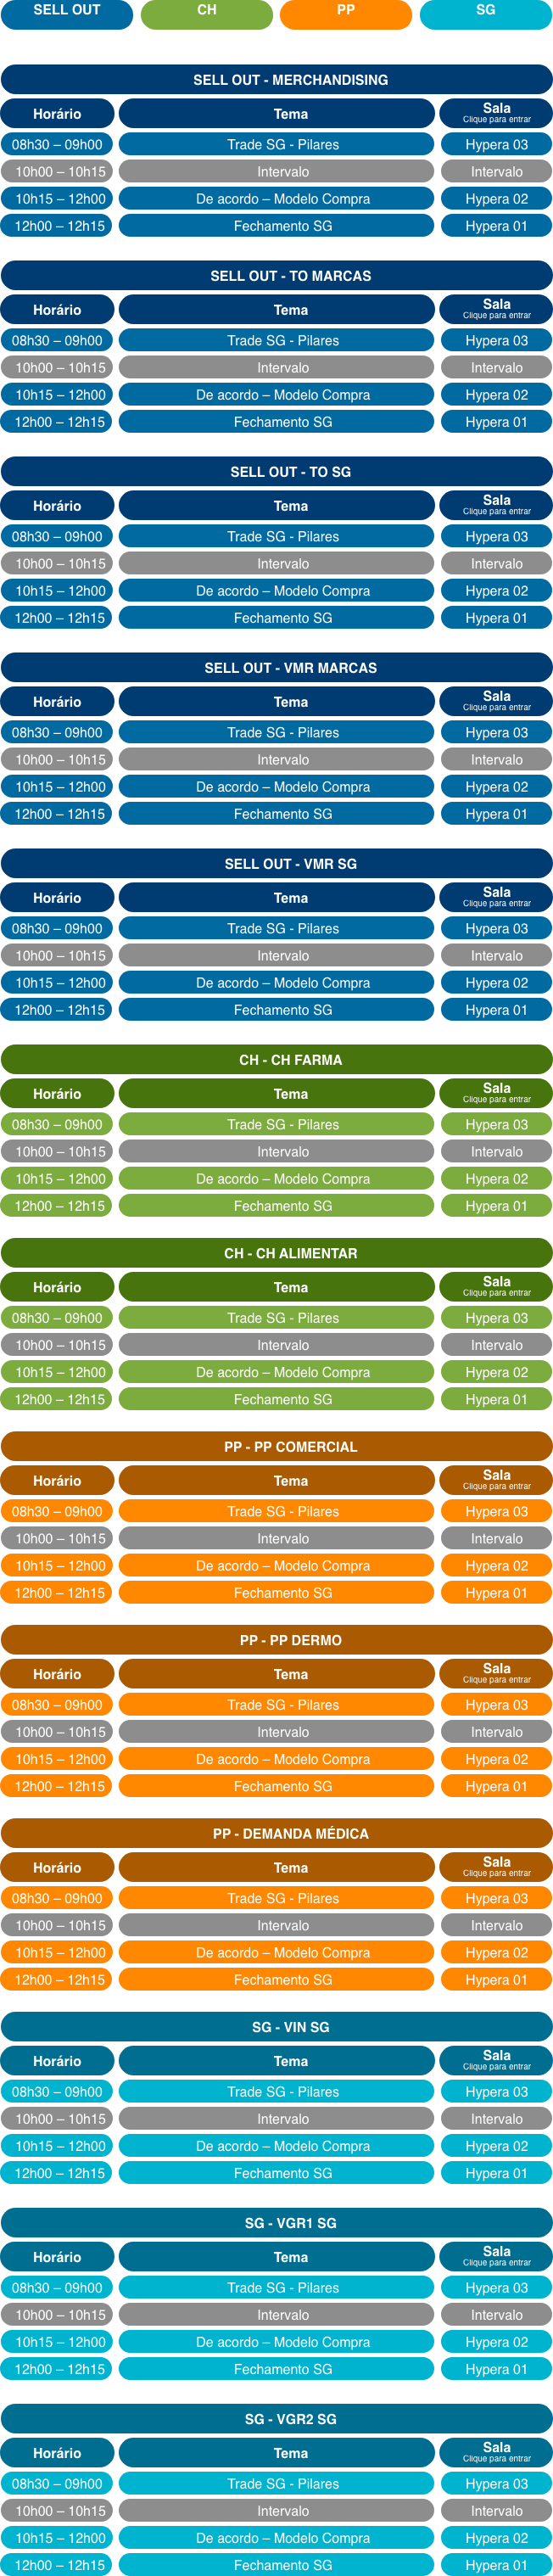 SELL OUT CH PP SG
SELL OUT - MERCHANDISING
Horário Tema Sala
Clique para entrar
08h30 – 09h00 Trade SG - Pilares Hypera 03
10h00 – 10h15 Intervalo Intervalo
10h15 – 12h00 De acordo – Modelo Compra Hypera 02
12h00 – 12h15 Fechamento SG Hypera 01
SELL OUT - TO MARCAS
Horário Tema Sala
Clique para entrar
08h30 – 09h00 Trade SG - Pilares Hypera 03
10h00 – 10h15 Intervalo Intervalo
10h15 – 12h00 De acordo – Modelo Compra Hypera 02
12h00 – 12h15 Fechamento SG Hypera 01
SELL OUT - TO SG
Horário Tema Sala
Clique para entrar
08h30 – 09h00 Trade SG - Pilares Hypera 03
10h00 – 10h15 Intervalo Intervalo
10h15 – 12h00 De acordo – Modelo Compra Hypera 02
12h00 – 12h15 Fechamento SG Hypera 01
SELL OUT - VMR MARCAS
Horário Tema Sala
Clique para entrar
08h30 – 09h00 Trade SG - Pilares Hypera 03
10h00 – 10h15 Intervalo Intervalo
10h15 – 12h00 De acordo – Modelo Compra Hypera 02
12h00 – 12h15 Fechamento SG Hypera 01
SELL OUT - VMR SG
Horário Tema Sala
Clique para entrar
08h30 – 09h00 Trade SG - Pilares Hypera 03
10h00 – 10h15 Intervalo Intervalo
10h15 – 12h00 De acordo – Modelo Compra Hypera 02
12h00 – 12h15 Fechamento SG Hypera 01
CH - CH FARMA
Horário Tema Sala
Clique para entrar
08h30 – 09h00 Trade SG - Pilares Hypera 03
10h00 – 10h15 Intervalo Intervalo
10h15 – 12h00 De acordo – Modelo Compra Hypera 02
12h00 – 12h15 Fechamento SG Hypera 01
CH - CH ALIMENTAR
Horário Tema Sala
Clique para entrar
08h30 – 09h00 Trade SG - Pilares Hypera 03
10h00 – 10h15 Intervalo Intervalo
10h15 – 12h00 De acordo – Modelo Compra Hypera 02
12h00 – 12h15 Fechamento SG Hypera 01
PP - PP COMERCIAL
Horário Tema Sala
Clique para entrar
08h30 – 09h00 Trade SG - Pilares Hypera 03
10h00 – 10h15 Intervalo Intervalo
10h15 – 12h00 De acordo – Modelo Compra Hypera 02
12h00 – 12h15 Fechamento SG Hypera 01
PP - PP DERMO
Horário Tema Sala
Clique para entrar
08h30 – 09h00 Trade SG - Pilares Hypera 03
10h00 – 10h15 Intervalo Intervalo
10h15 – 12h00 De acordo – Modelo Compra Hypera 02
12h00 – 12h15 Fechamento SG Hypera 01
PP - DEMANDA MÉDICA
Horário Tema Sala
Clique para entrar
08h30 – 09h00 Trade SG - Pilares Hypera 03
10h00 – 10h15 Intervalo Intervalo
10h15 – 12h00 De acordo – Modelo Compra Hypera 02
12h00 – 12h15 Fechamento SG Hypera 01
SG - VIN SG
Horário Tema Sala
Clique para entrar
08h30 – 09h00 Trade SG - Pilares Hypera 03
10h00 – 10h15 Intervalo Intervalo
10h15 – 12h00 De acordo – Modelo Compra Hypera 02
12h00 – 12h15 Fechamento SG Hypera 01
SG - VGR1 SG
Horário Tema Sala
Clique para entrar
08h30 – 09h00 Trade SG - Pilares Hypera 03
10h00 – 10h15 Intervalo Intervalo
10h15 – 12h00 De acordo – Modelo Compra Hypera 02
12h00 – 12h15 Fechamento SG Hypera 01
SG - VGR2 SG
Horário Tema Sala
Clique para entrar
08h30 – 09h00 Trade SG - Pilares Hypera 03
10h00 – 10h15 Intervalo Intervalo
10h15 – 12h00 De acordo – Modelo Compra Hypera 02
12h00 – 12h15 Fechamento SG Hypera 01